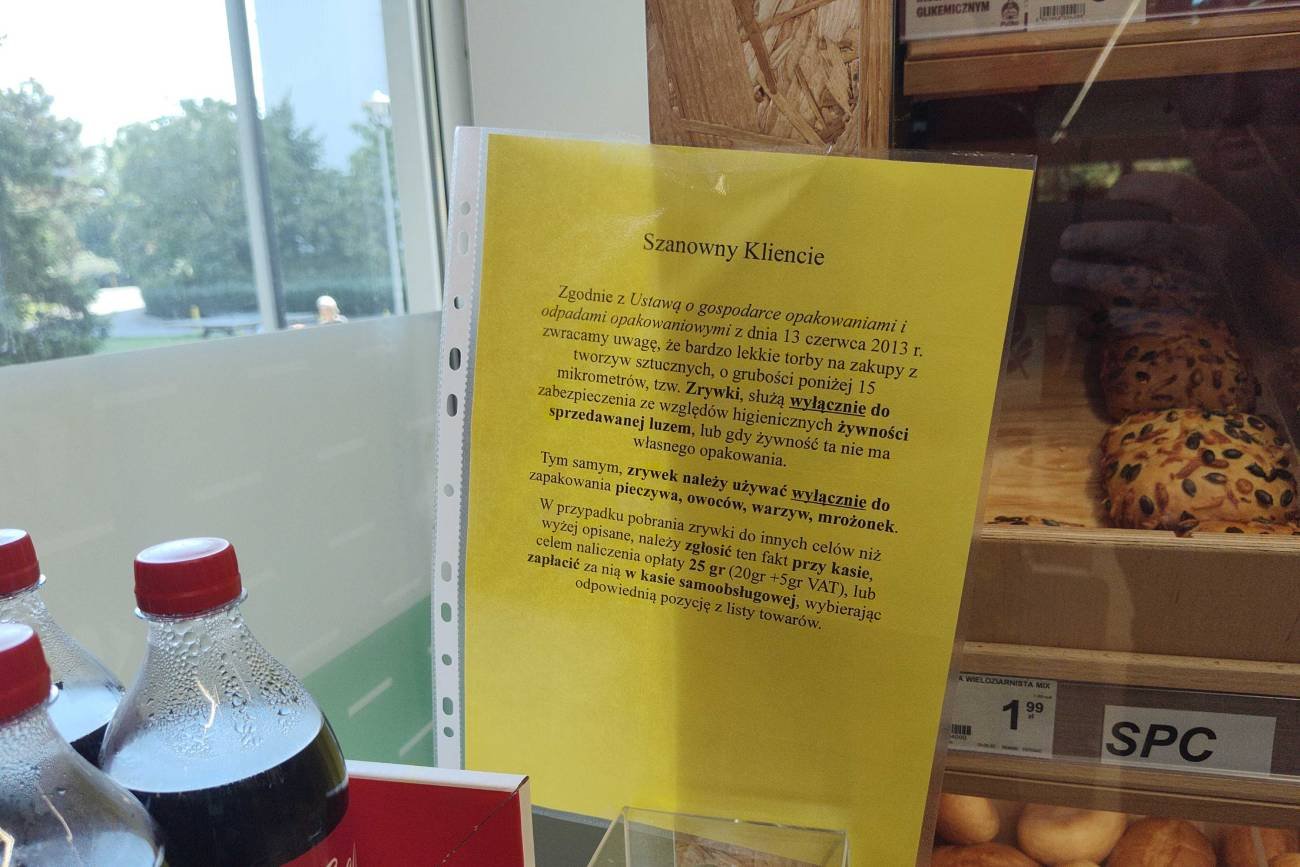 GLIKEMICZNYM
Szanowny Kliencie
Zgodnie z Ustawą o gospodarce opakowaniami i
odpadami opakowaniowymi z dnia 13 czerwca 2013 r.
zwracamy uwagę, że bardzo lekkie torby na zakupy z
tworzyw sztucznych, o grubości poniżej 15
mikrometrów, tzw. Zrywki, służą wyłącznie do
zabezpieczenia ze względów higienicznych żywności
sprzedawanej luzem, lub gdy żywność ta nie ma
własnego opakowania.
Tym samym, zrywek należy używać wyłącznie do
zapakowania pieczywa, owoców, warzyw, mrożonek.
W przypadku pobrania zrywki do innych celów niż
wyżej opisane, należy zgłosić ten fakt przy kasie,
celem naliczenia opłaty 25 gr (20gr +5gr VAT), lub
zapłacić za nią w kasie samoobsługowej, wybierając
odpowiednią pozycję z listy towarów.
A WIELOZIARNISTA MIX
1 99
zł
SPC